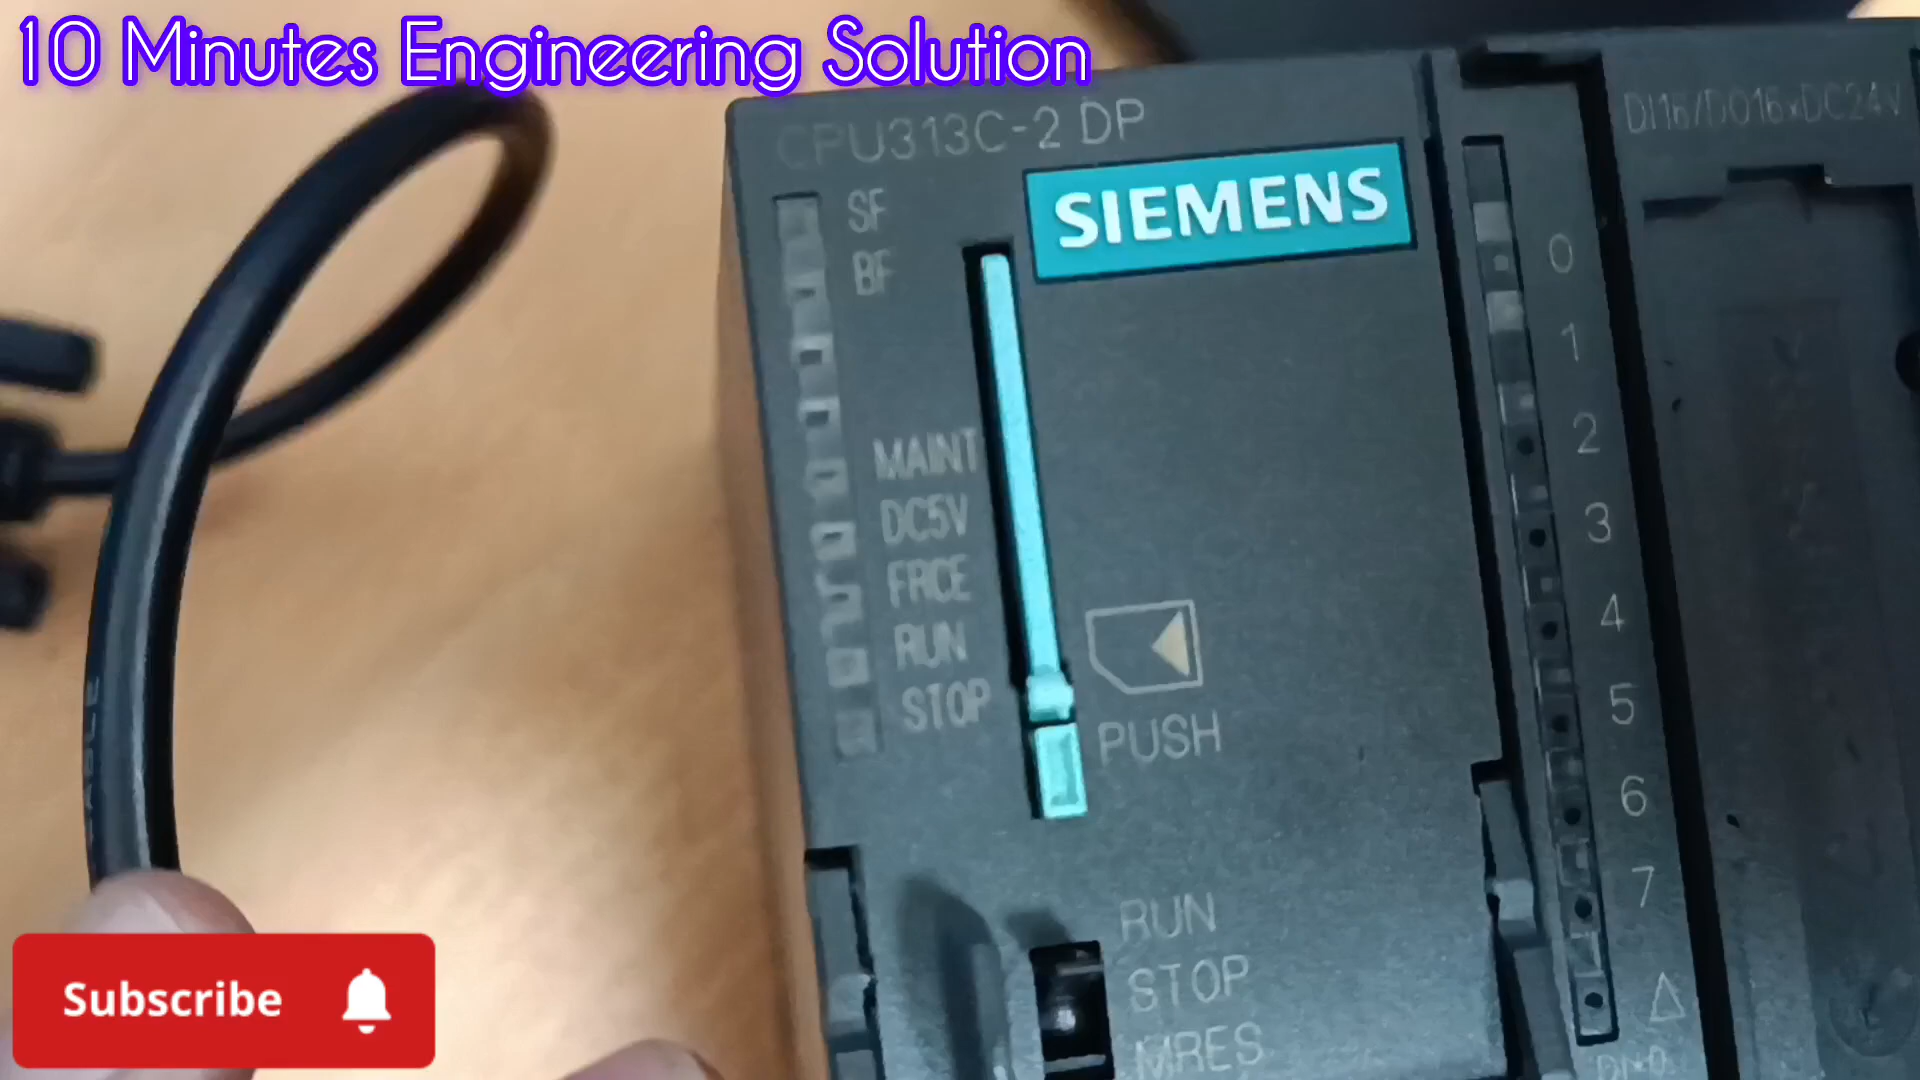 10 Minutes Engineering Solution
CPU313C-2 DP
SIEMENS
DI16/DO16xDC24V
SF
BF
MAINT
DC5V
FRCE
RUN
STOP
PUSH
RUN
STOP
MRES
0
1
2
3
4
5
6
7
Subscribe